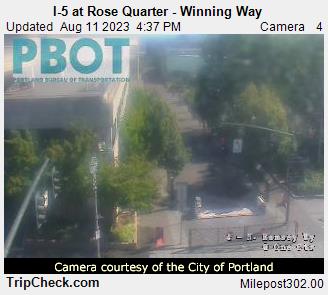 I-5 at Rose Quarter - Winning Way
Updated Aug 11 2023 4:37 PM Camera 4
PBOT
PORTLAND BUREAU OF TRANSPORTATION
Camera courtesy of the City of Portland
TripCheck.com Milepost302.00